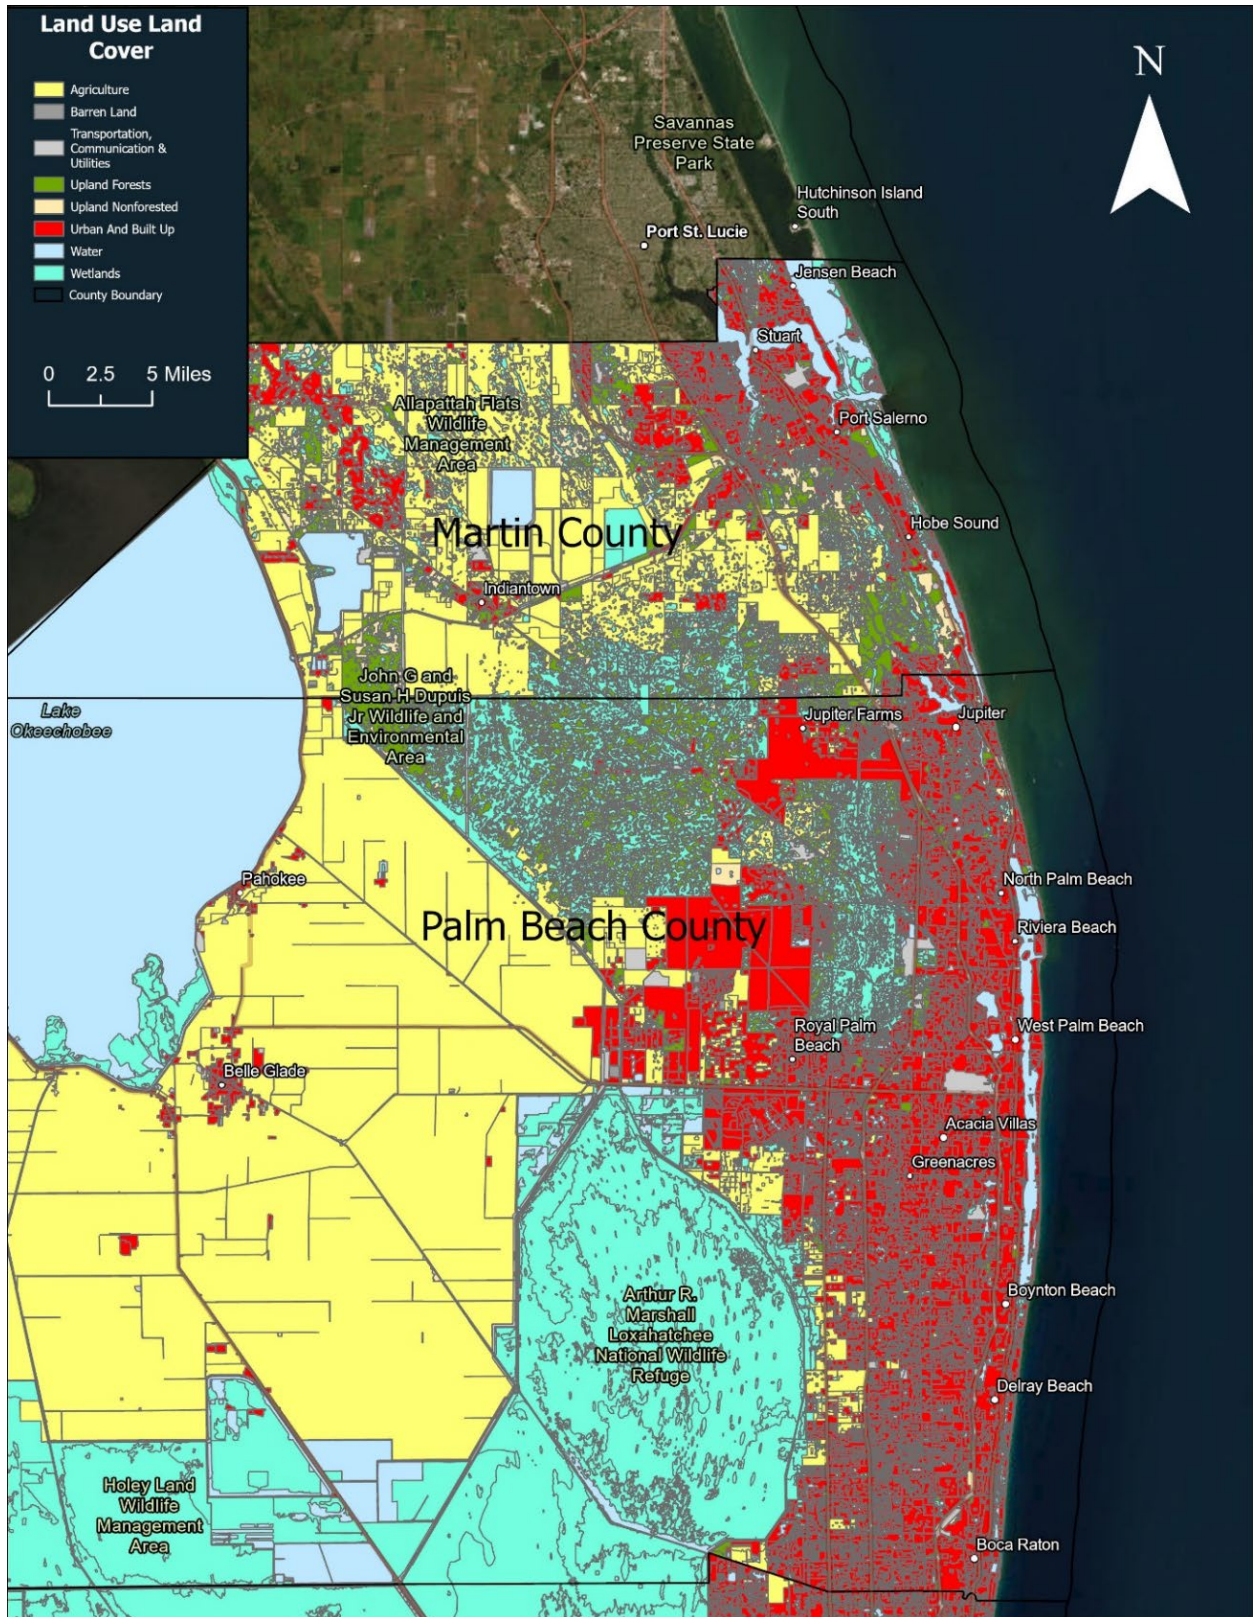 Land Use Land
Cover
Agriculture
Barren Land
Transportation,
Communication &
Utilities
Upland Forests
Upland Nonforested
Urban And Built Up
Water
Wetlands
County Boundary
0 2.5 5 Miles
N
Savannas
Preserve State
Park
Hutchinson Island
South
Port St. Lucie
Jensen Beach
Stuart
Allapattah Flats
Wildlife
Management
Area
Port Salerno
Martin County
Hobe Sound
Indiantown
John G and
Susan H Dupuis
Jr Wildlife and
Environmental
Area
Lake
Okeechobee
Jupiter Farms
Jupiter
Pahokee
North Palm Beach
Palm Beach County
Riviera Beach
Royal Palm
Beach
West Palm Beach
Belle Glade
Acacia Villas
Greenacres
Arthur R.
Marshall
Loxahatchee
National Wildlife
Refuge
Boynton Beach
Delray Beach
Holey Land
Wildlife
Management
Area
Boca Raton